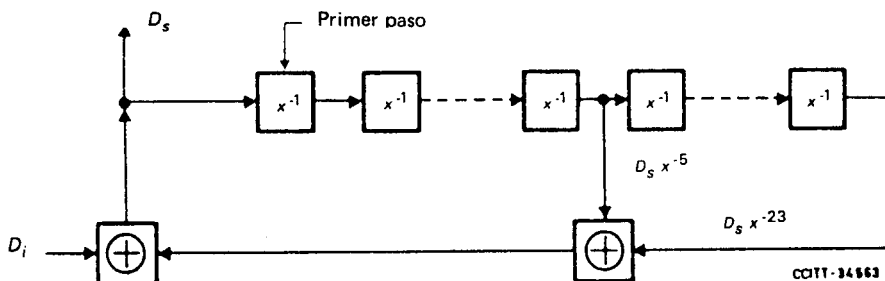 D_s
Primer paso
x⁻¹ x⁻¹ x⁻¹ x⁻¹ x⁻¹
D_s x⁻⁵
D_s x⁻²³
D_i
CCITT-34563